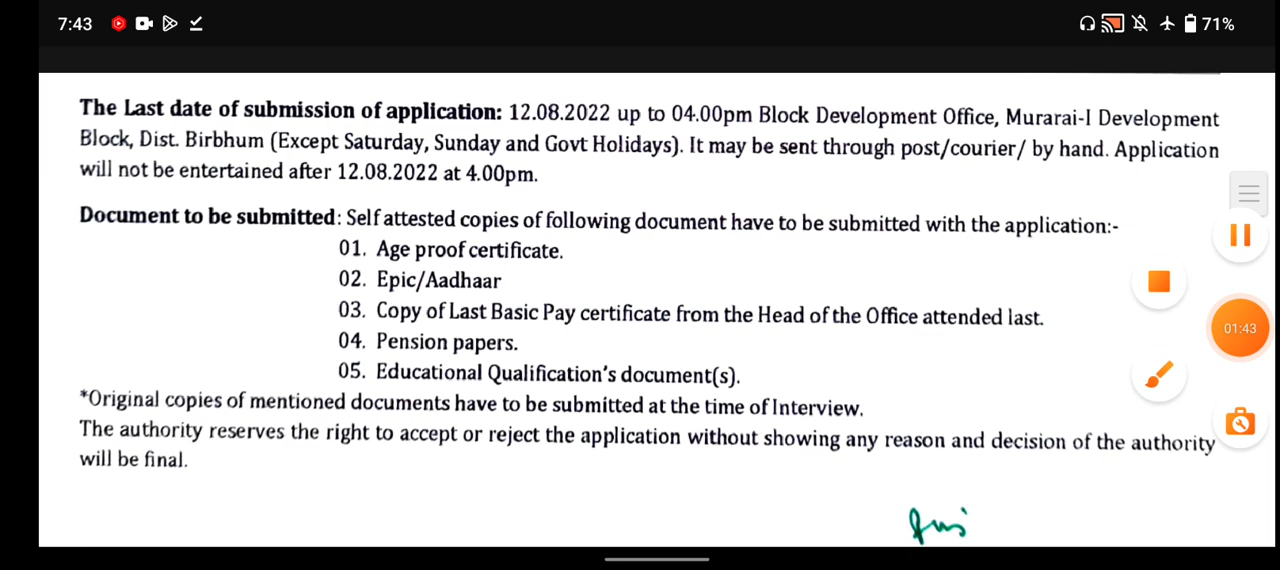 7:43
71%
The Last date of submission of application: 12.08.2022 up to 04.00pm Block Development Office, Murarai-I Development
Block, Dist. Birbhum (Except Saturday, Sunday and Govt Holidays). It may be sent through post/courier/ by hand. Application
will not be entertained after 12.08.2022 at 4.00pm.
Document to be submitted: Self attested copies of following document have to be submitted with the application:-
01. Age proof certificate.
02. Epic/Aadhaar
03. Copy of Last Basic Pay certificate from the Head of the Office attended last.
04. Pension papers.
05. Educational Qualification's document(s).
01:43
*Original copies of mentioned documents have to be submitted at the time of Interview.
The authority reserves the right to accept or reject the application without showing any reason and decision of the authority
will be final.